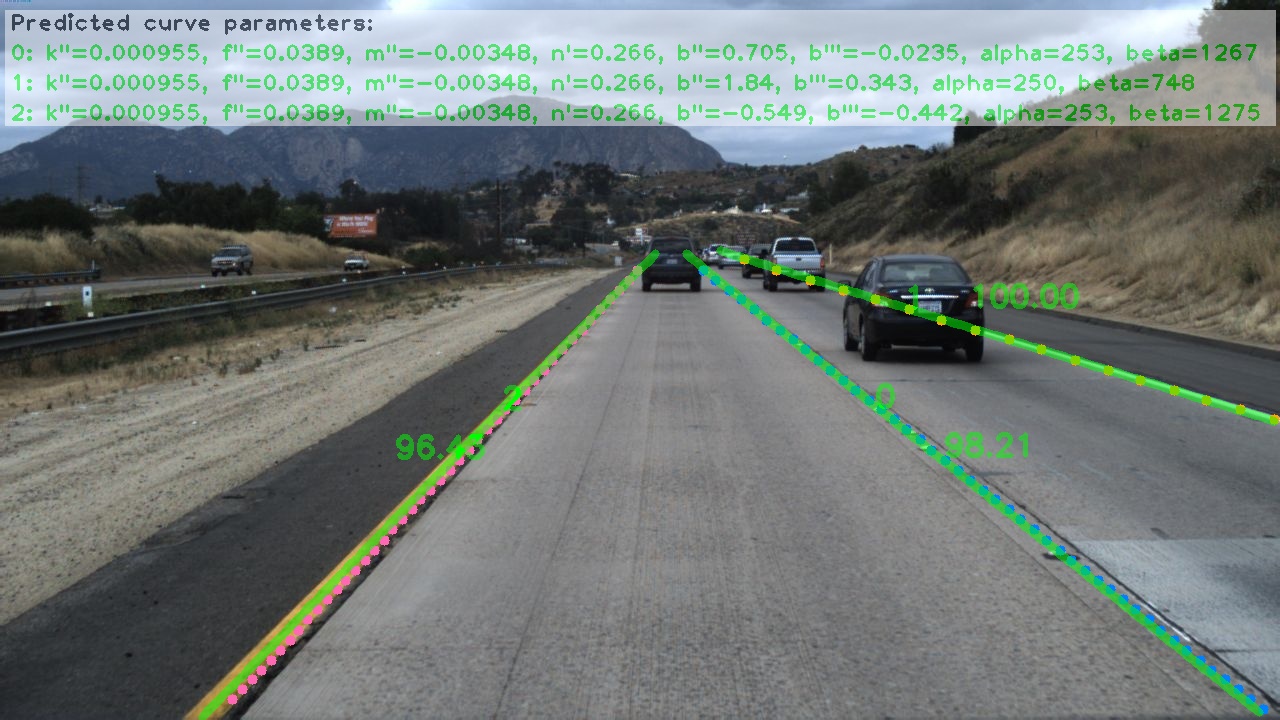 Predicted curve parameters:
0: k''=0.000955, f''=0.0389, m''=-0.00348, n'=0.266, b''=0.705, b'''=-0.0235, alpha=253, beta=1267
1: k''=0.000955, f''=0.0389, m''=-0.00348, n'=0.266, b''=1.84, b'''=0.343, alpha=250, beta=748
2: k''=0.000955, f''=0.0389, m''=-0.00348, n'=0.266, b''=-0.549, b'''=-0.442, alpha=253, beta=1275
1 100.00
2
0
98.21